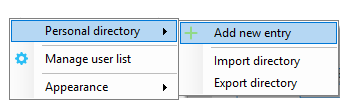 Personal directory
Manage user list
Appearance
Add new entry
Import directory
Export directory